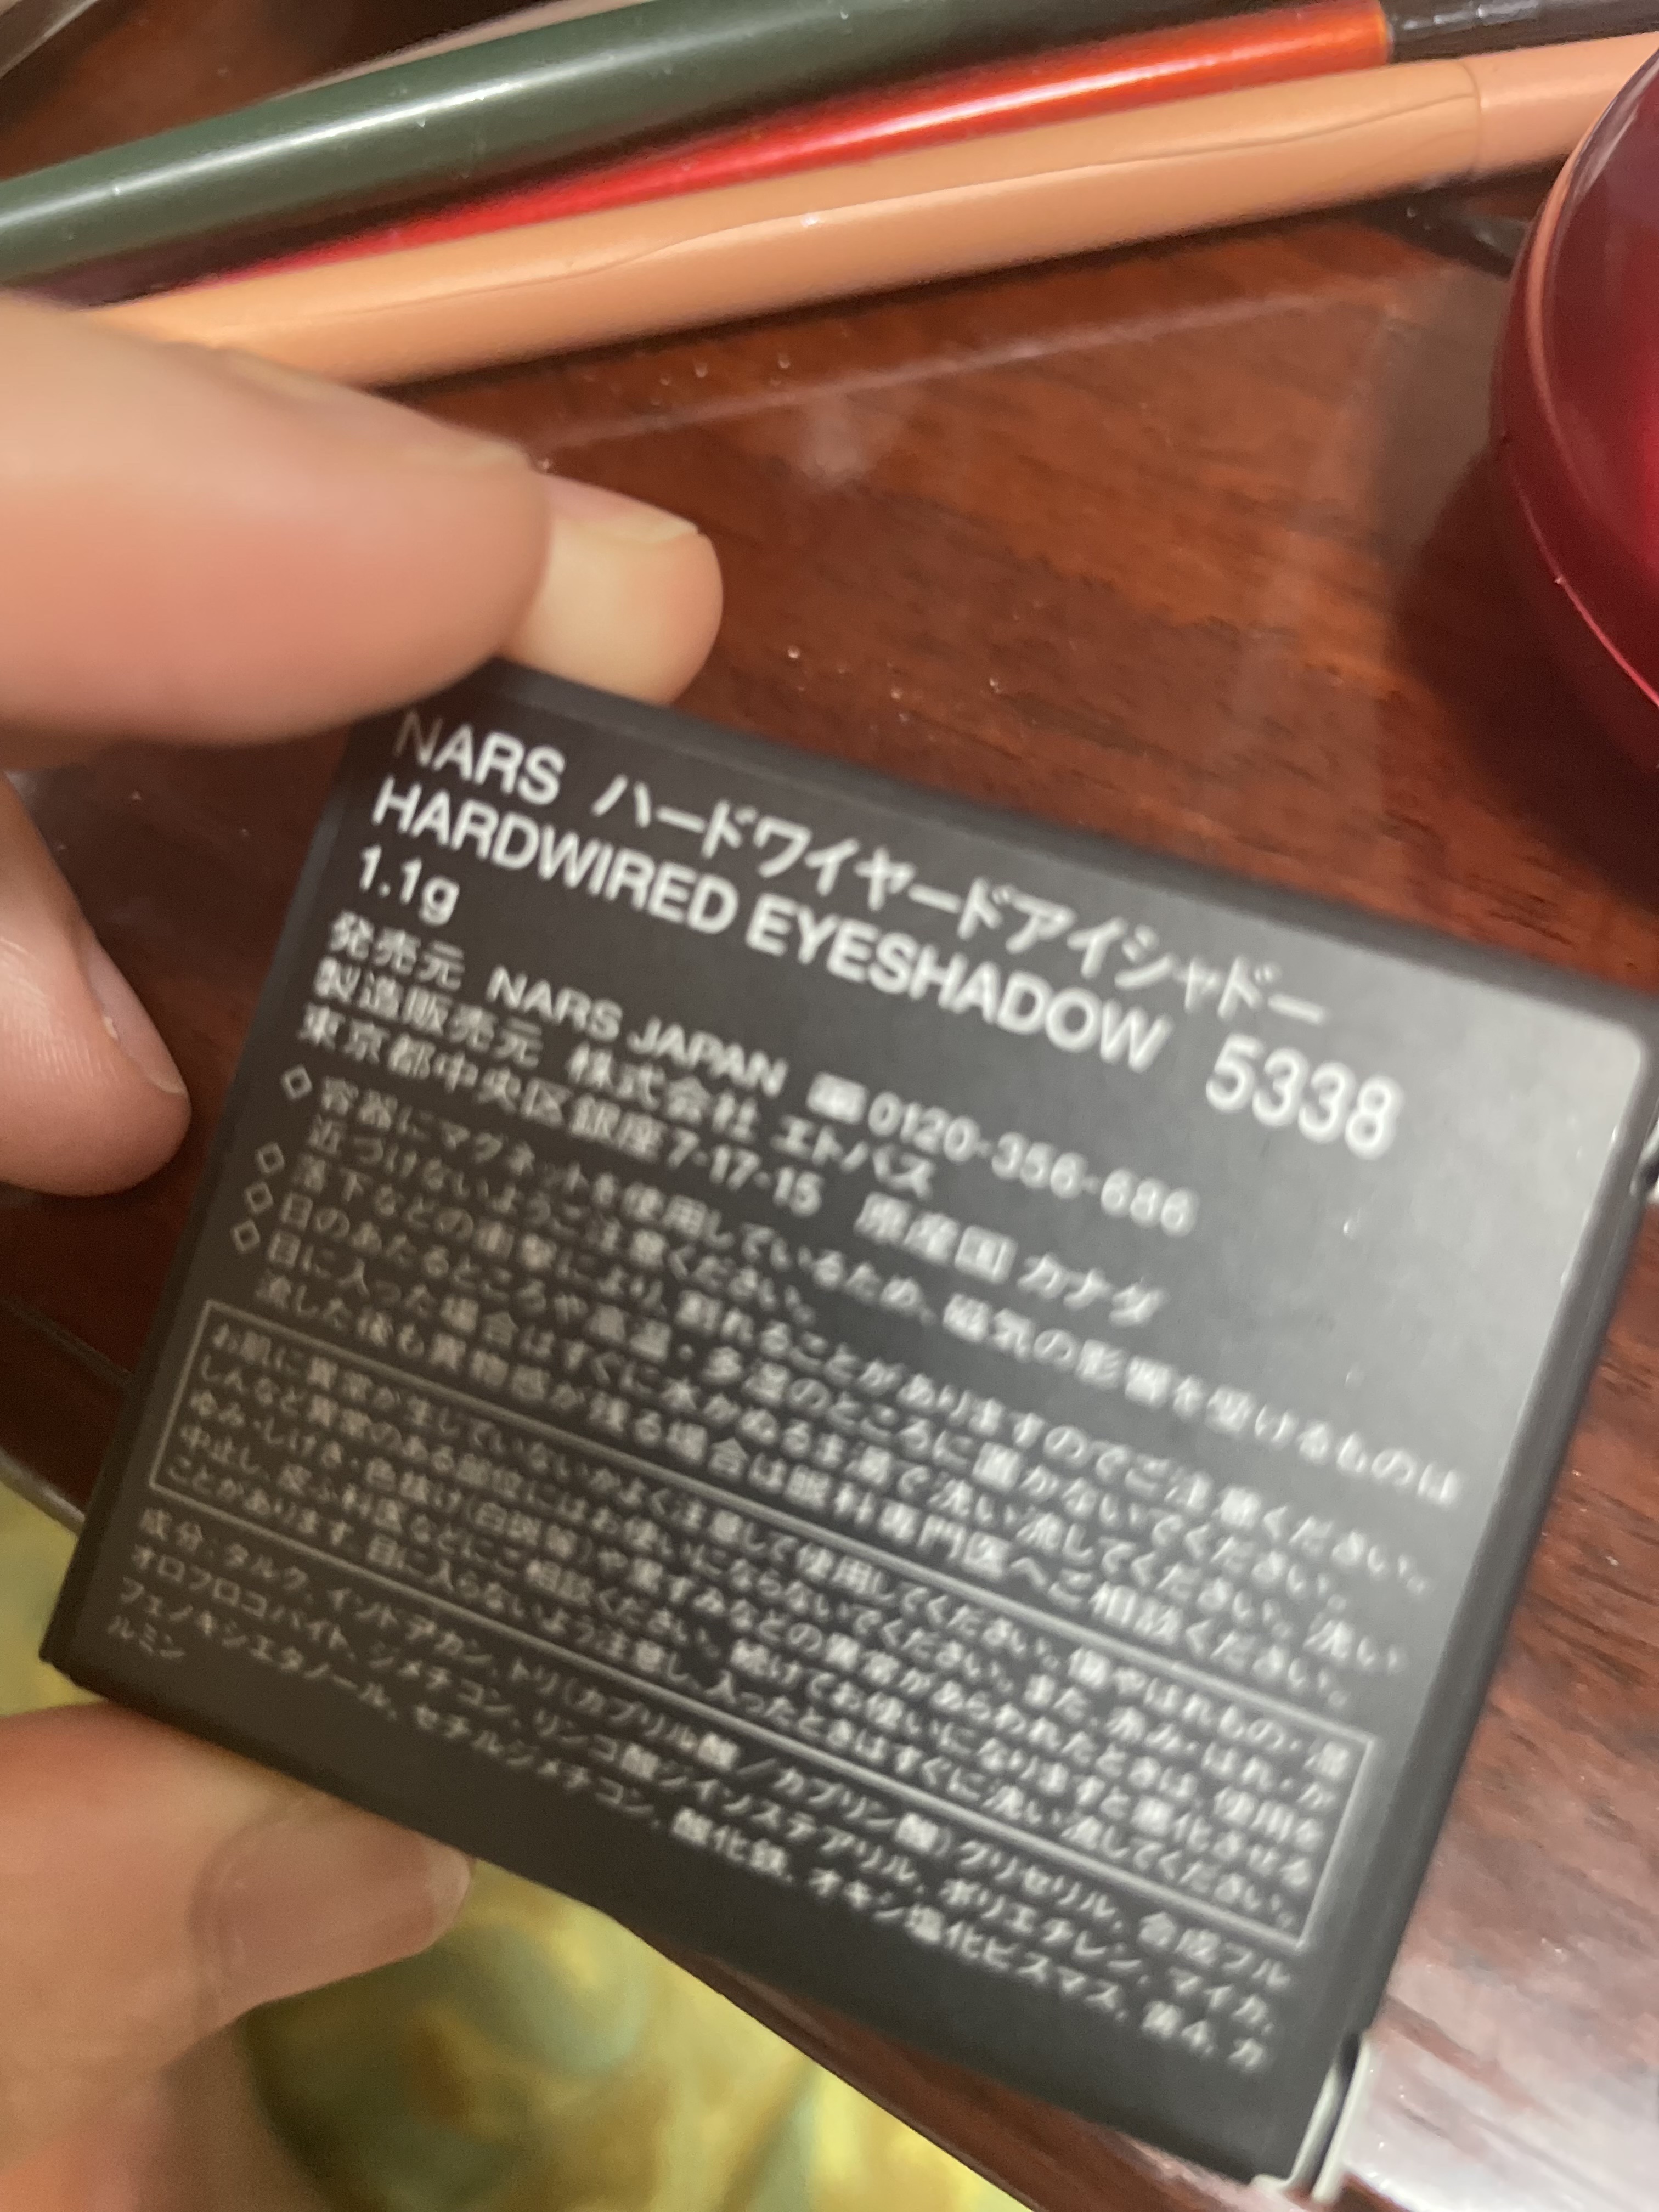 NARS ハードワイヤードアイシャドー
HARDWIRED EYESHADOW 5338
1.1g
発売元 NARS JAPAN 0120-356-686
製造販売元 株式会社 エトバス
東京都中央区銀座7-17-15 原産国 カナダ
◇容器にマグネットを使用しているため、磁気の影響を受けるものは
近づけないようご注意ください。
◇落下などの衝撃により、割れることがありますのでご注意ください。
◇日のあたるところや高温・多湿のところに置かないでください。
◇目に入った場合はすぐに水かぬるま湯で洗い流してください。洗い
流した後も異物感が残る場合は眼科専門医へご相談ください。
お肌に異常が生じていないかよく注意して使用してください。傷やはれもの・湿
しんなど異常のある部位にはお使いにならないでください。また、赤み・はれ・か
ゆみ・しげき・色抜け(白斑等)や黒ずみなどの異常があらわれたときは、使用を
中止し、皮ふ科医などにご相談ください。続けてお使いになりますと悪化させる
ことがあります。目に入らないよう注意し、入ったときはすぐに洗い流してください。
成分:タルク、イソドデカン、トリ(カプリル酸/カプリン酸)グリセリル、合成フル
オロフロゴパイト、ジメチコン、リンゴ酸ジイソステアリル、ポリエチレン、マイカ、
フェノキシエタノール、セチルジメチコン、酸化鉄、オキシ塩化ビスマス、黄4、カ
ルミン